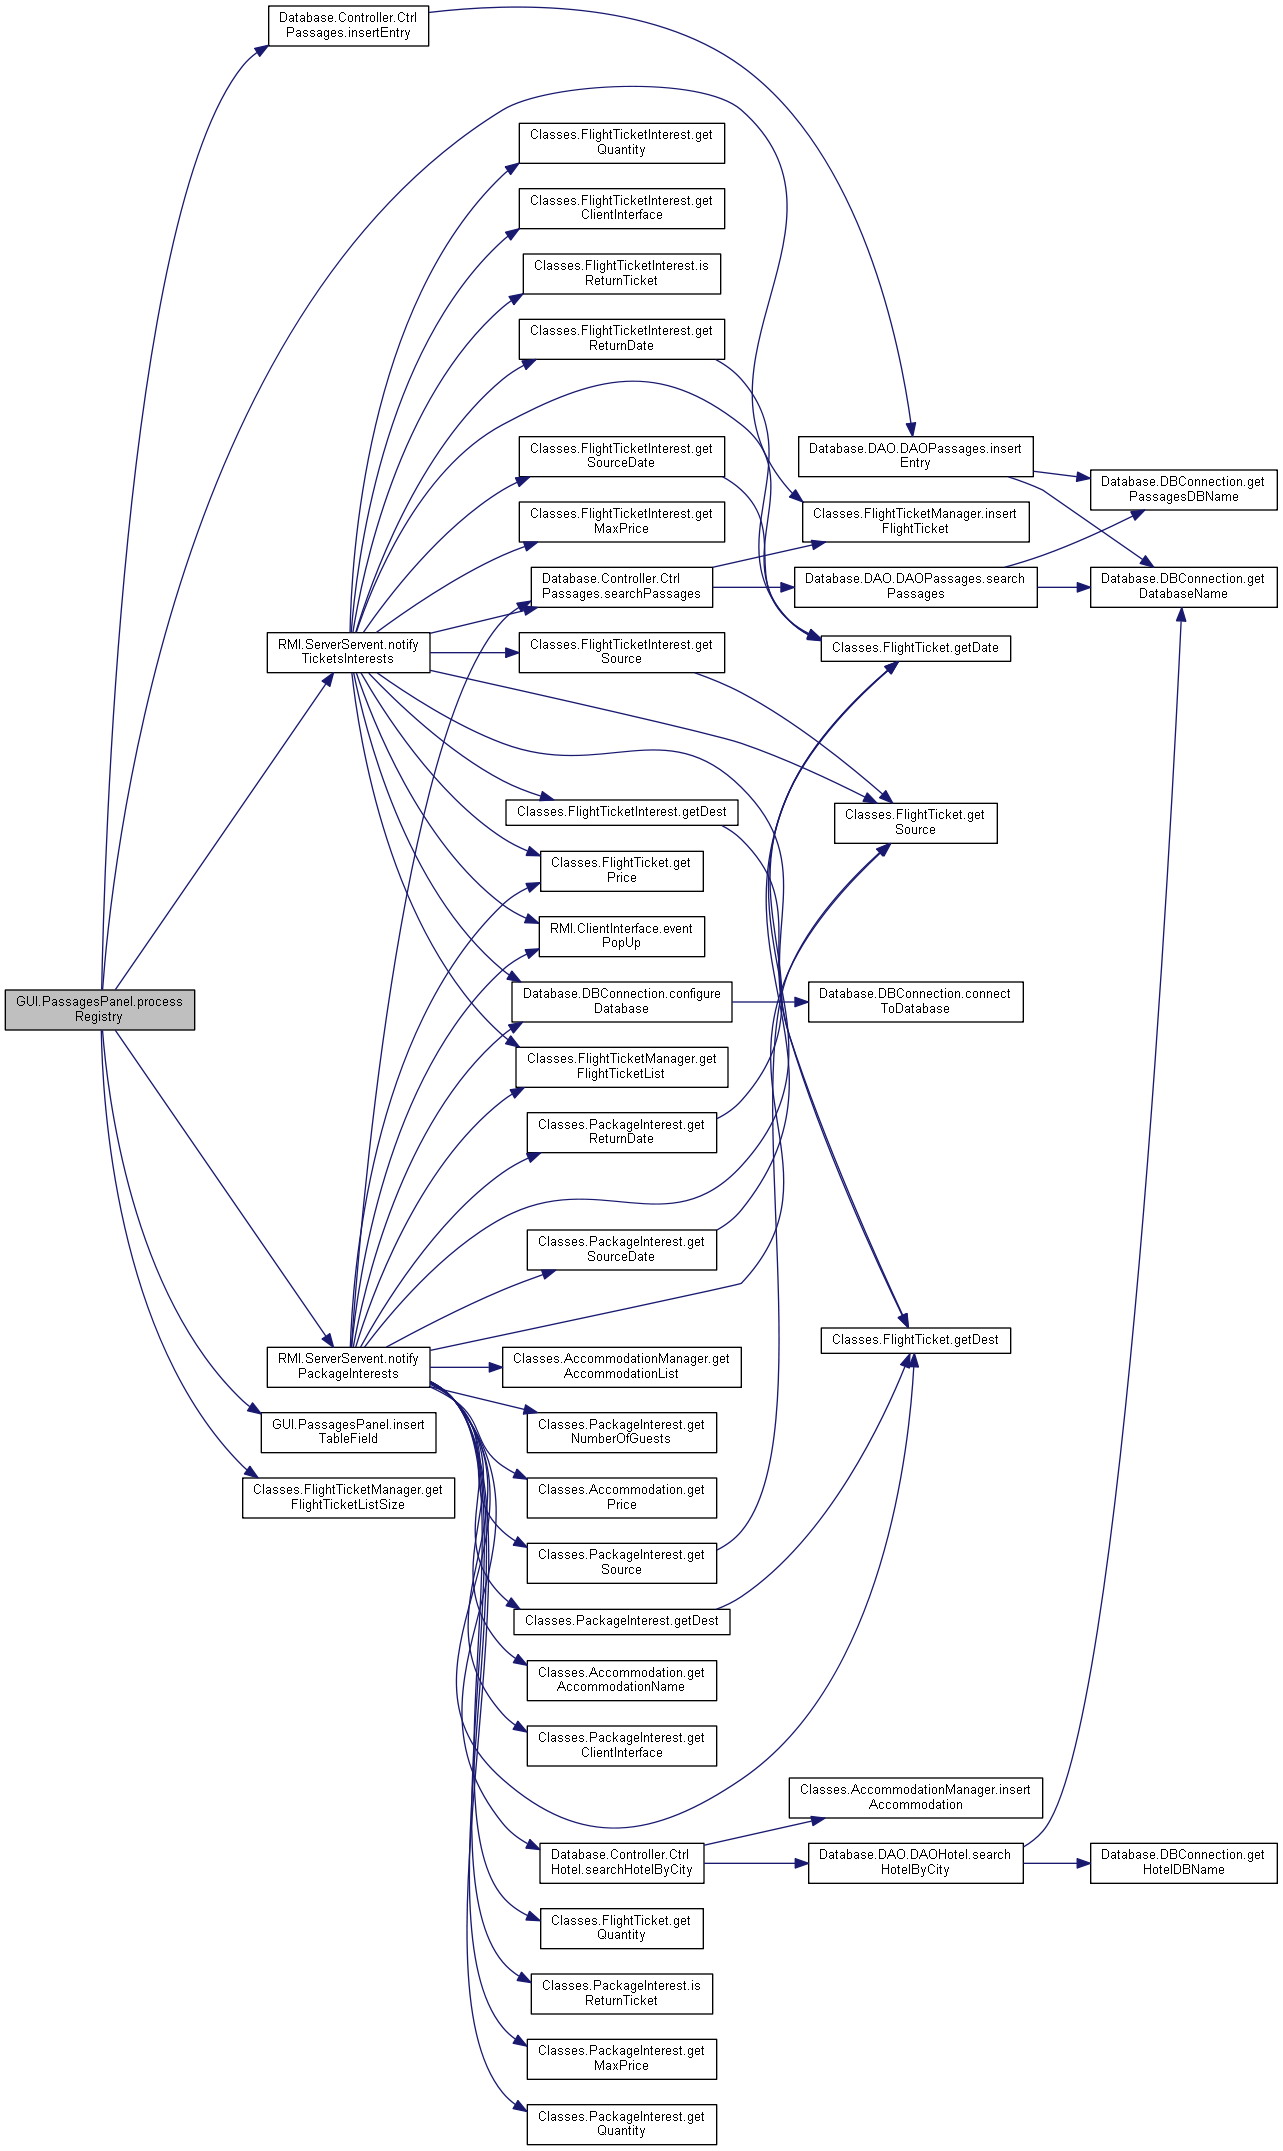 Database.Controller.Ctrl
Passages.insertEntry
Classes.FlightTicketInterest.get
Quantity
Classes.FlightTicketInterest.get
ClientInterface
Classes.FlightTicketInterest.is
ReturnTicket
Classes.FlightTicketInterest.get
ReturnDate
Classes.FlightTicketInterest.get
SourceDate
Database.DAO.DAOPassages.insert
Entry
Database.DBConnection.get
PassagesDBName
Classes.FlightTicketInterest.get
MaxPrice
Classes.FlightTicketManager.insert
FlightTicket
Database.Controller.Ctrl
Passages.searchPassages
Database.DAO.DAOPassages.search
Passages
Database.DBConnection.get
DatabaseName
RMI.ServerServent.notify
TicketsInterests
Classes.FlightTicketInterest.get
Source
Classes.FlightTicket.getDate
Classes.FlightTicketInterest.getDest
Classes.FlightTicket.get
Source
Classes.FlightTicket.get
Price
RMI.ClientInterface.event
PopUp
GUI.PassagesPanel.process
Registry
Database.DBConnection.configure
Database
Database.DBConnection.connect
ToDatabase
Classes.FlightTicketManager.get
FlightTicketList
Classes.PackageInterest.get
ReturnDate
Classes.PackageInterest.get
SourceDate
Classes.FlightTicket.getDest
RMI.ServerServent.notify
PackageInterests
Classes.AccommodationManager.get
AccommodationList
GUI.PassagesPanel.insert
TableField
Classes.PackageInterest.get
NumberOfGuests
Classes.FlightTicketManager.get
FlightTicketListSize
Classes.Accommodation.get
Price
Classes.PackageInterest.get
Source
Classes.PackageInterest.getDest
Classes.Accommodation.get
AccommodationName
Classes.PackageInterest.get
ClientInterface
Classes.AccommodationManager.insert
Accommodation
Database.Controller.Ctrl
Hotel.searchHotelByCity
Database.DAO.DAOHotel.search
HotelByCity
Database.DBConnection.get
HotelDBName
Classes.FlightTicket.get
Quantity
Classes.PackageInterest.is
ReturnTicket
Classes.PackageInterest.get
MaxPrice
Classes.PackageInterest.get
Quantity